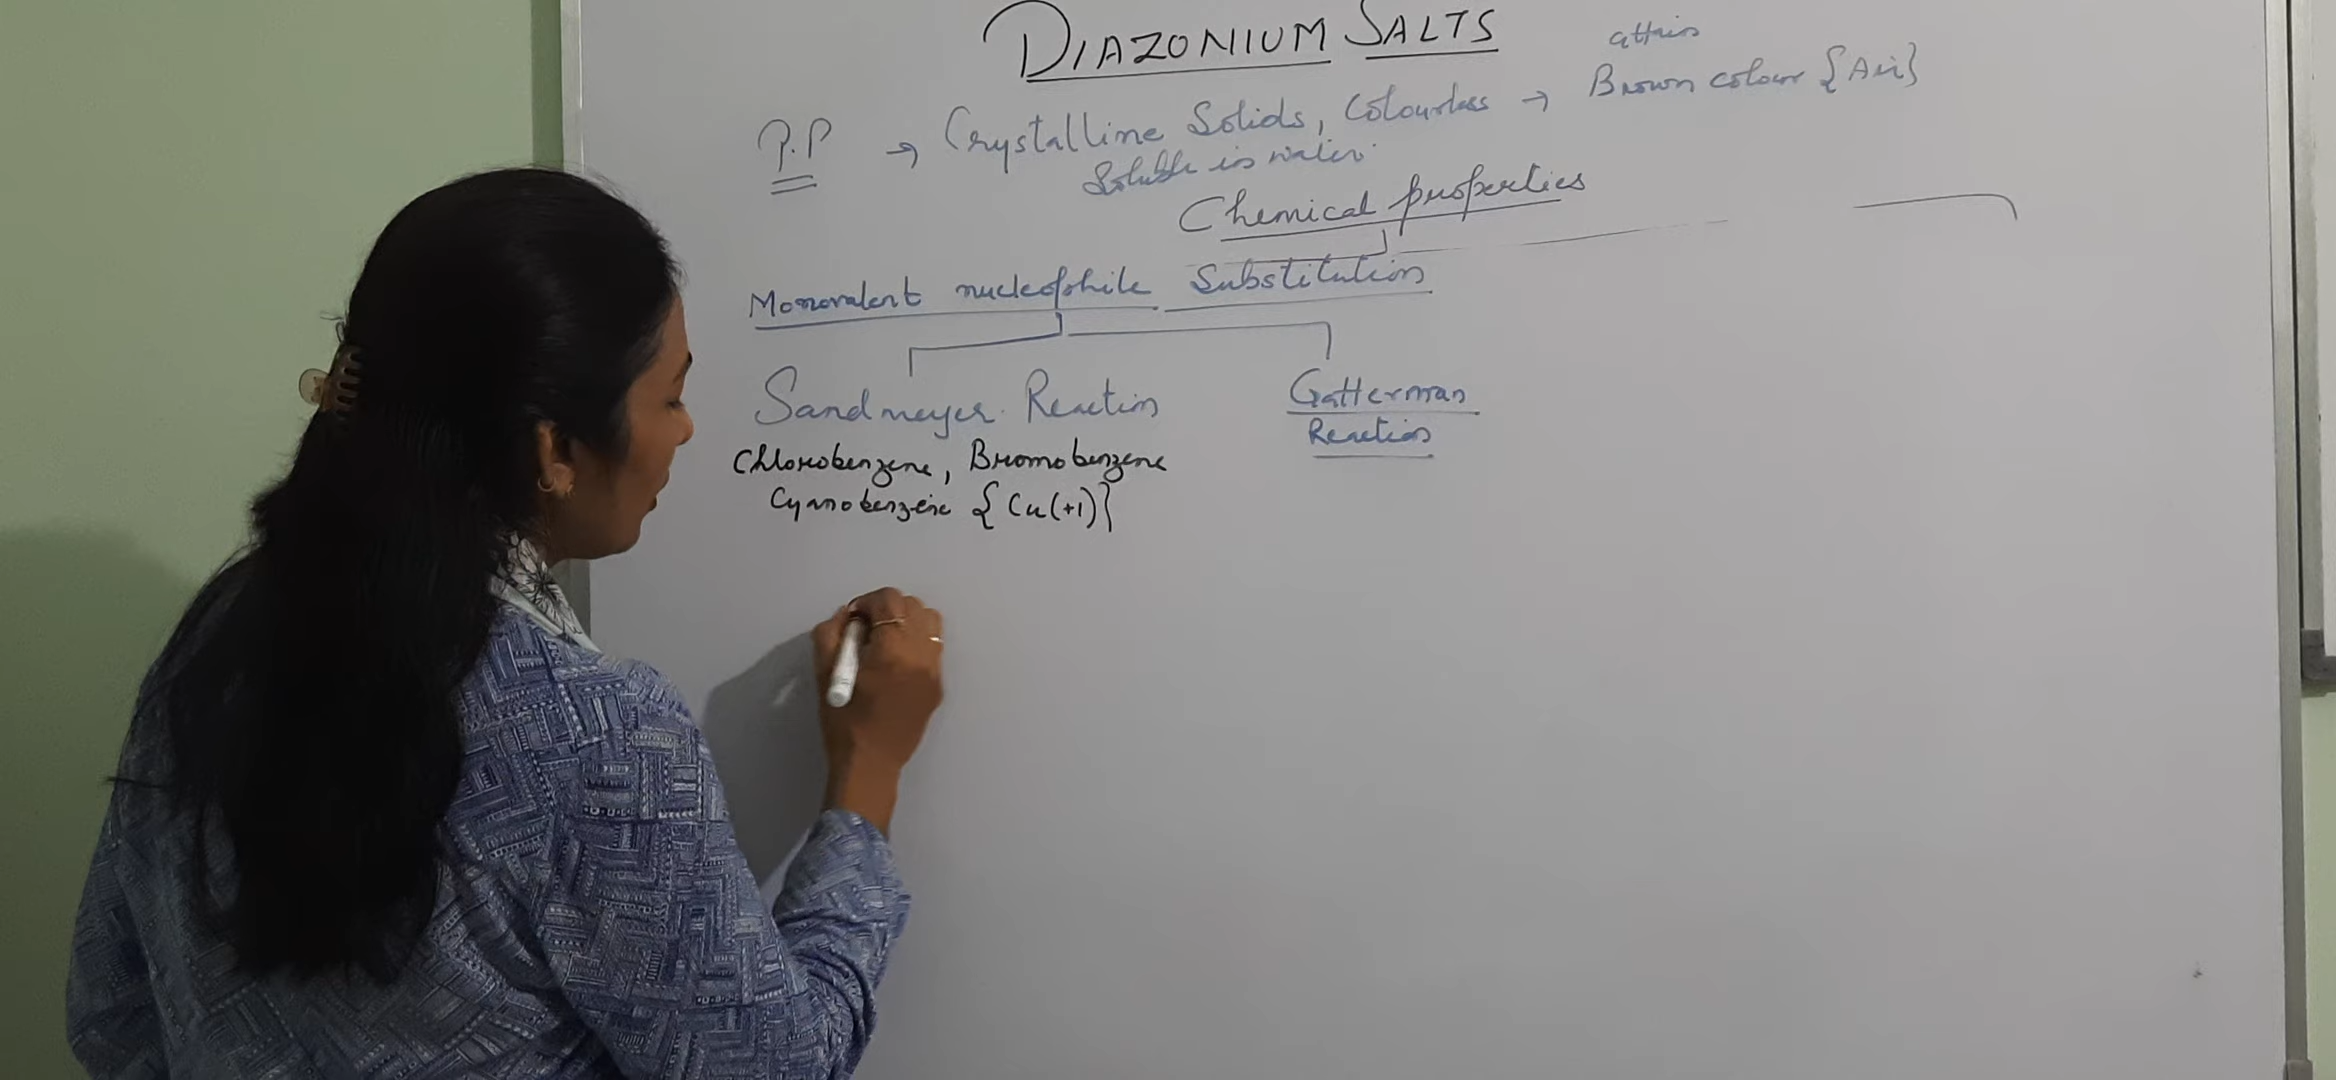 DIAZONIUM SALTS
attain
P.P → Crystalline Solids, Colourless → Brown colour {Air}
Soluble in water.
Chemical properties
Monovalent nucleophile Substitution
Sandmeyer Reaction
Gatterman
Reaction
Chlorobenzene, Bromobenzene
Cyanobenzene {Cu(+1)}